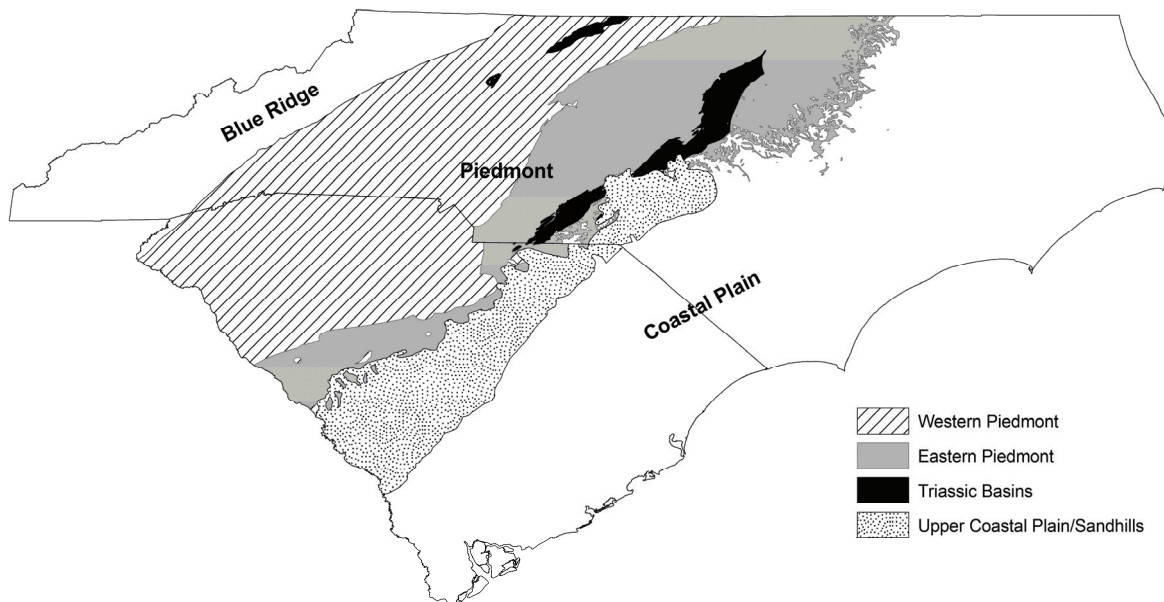 Blue Ridge
Piedmont
Coastal Plain
Western Piedmont
Eastern Piedmont
Triassic Basins
Upper Coastal Plain/Sandhills